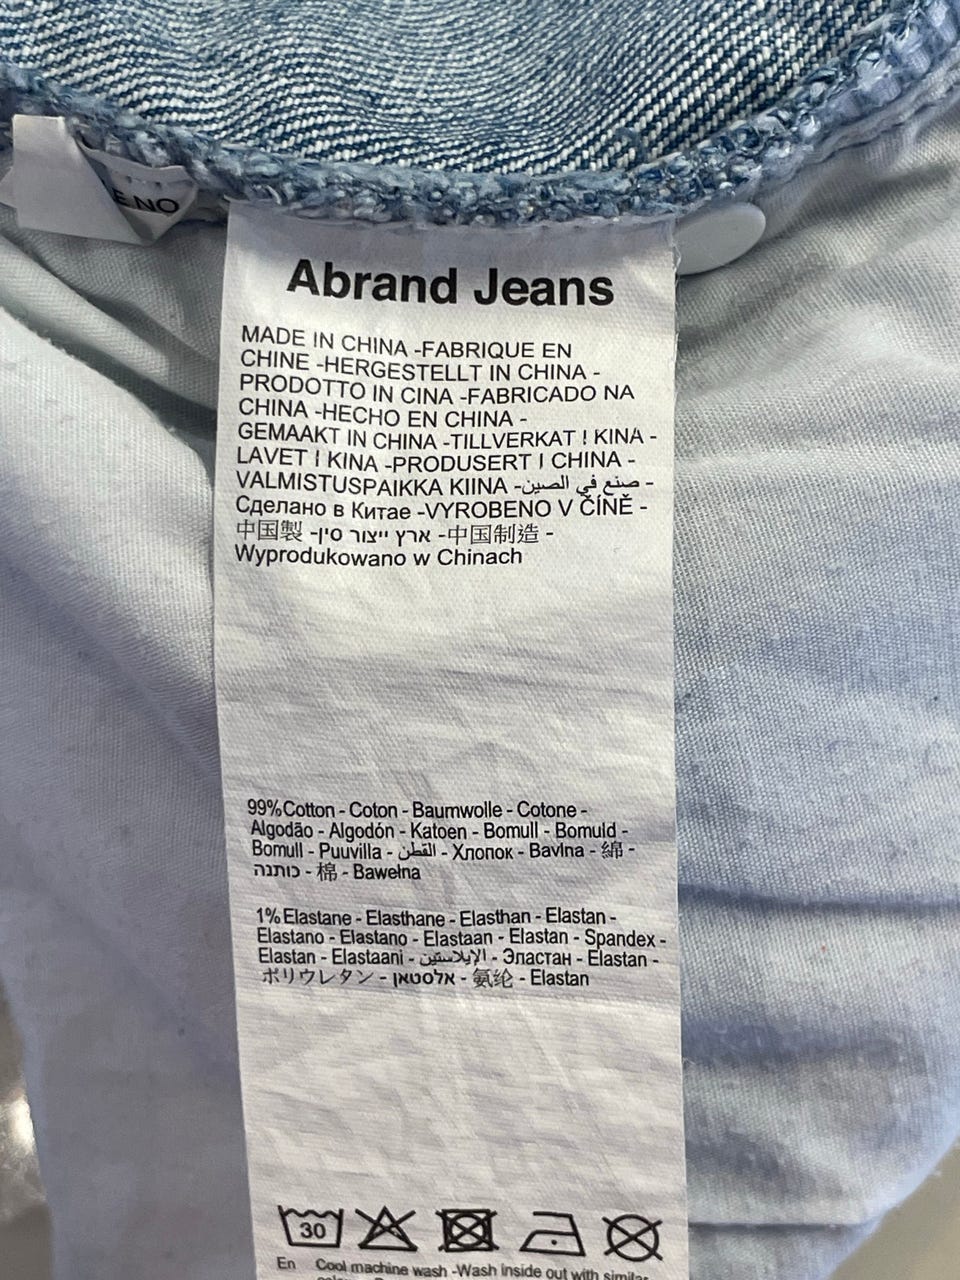 E.NO
Abrand Jeans
MADE IN CHINA -FABRIQUE EN
CHINE -HERGESTELLT IN CHINA -
PRODOTTO IN CINA -FABRICADO NA
CHINA -HECHO EN CHINA -
GEMAAKT IN CHINA -TILLVERKAT I KINA -
LAVET I KINA -PRODUSERT I CHINA -
VALMISTUSPAIKKA KIINA -صنع في الصين -
Сделано в Китае -VYROBENO V ČÍNĚ -
中国製 -ארץ ייצור סין -中国制造 -
Wyprodukowano w Chinach
99%Cotton - Coton - Baumwolle - Cotone -
Algodão - Algodón - Katoen - Bomull - Bomuld -
Bomull - Puuvilla - القطن - Хлопок - Bavlna - 綿 -
כותנה - 棉 - Bawełna
1% Elastane - Elasthane - Elasthan - Elastan -
Elastano - Elastano - Elastaan - Elastan - Spandex -
Elastan - Elastaani - الإيلاستين - Эластан - Elastan -
ポリウレタン - אלסטאן - 氨纶 - Elastan
30
En Cool machine wash -Wash inside out with similar